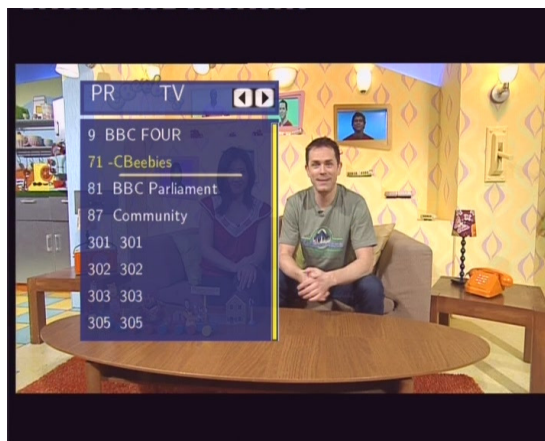 PR TV
9 BBC FOUR
71 -CBeebies
81 BBC Parliament
87 Community
301 301
302 302
303 303
305 305